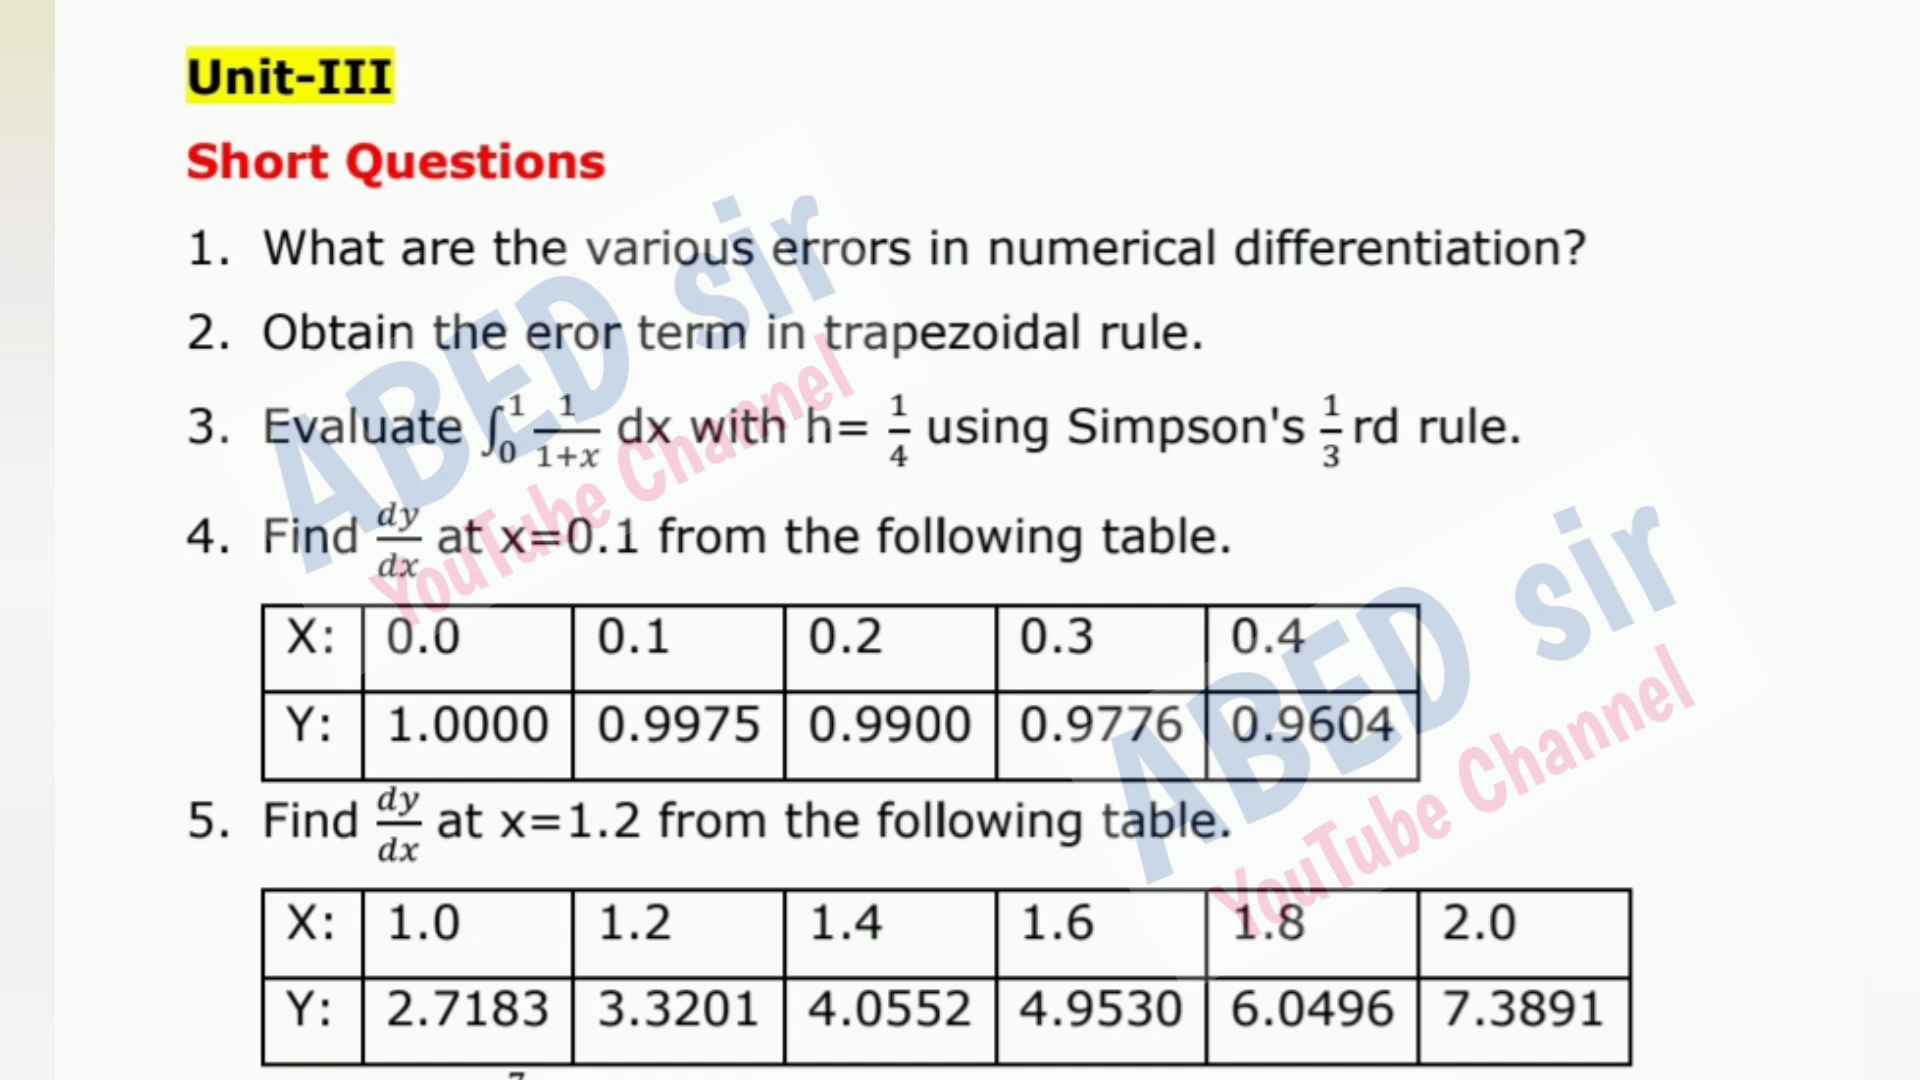 Unit-III
Short Questions
1. What are the various errors in numerical differentiation?
2. Obtain the eror term in trapezoidal rule.
3. Evaluate ∫₀¹ 1/(1+x) dx with h= 1/4 using Simpson's 1/3 rd rule.
4. Find dy/dx at x=0.1 from the following table.
X: 0.0 0.1 0.2 0.3 0.4
Y: 1.0000 0.9975 0.9900 0.9776 0.9604
5. Find dy/dx at x=1.2 from the following table.
X: 1.0 1.2 1.4 1.6 1.8 2.0
Y: 2.7183 3.3201 4.0552 4.9530 6.0496 7.3891
ABED sir
YouTube Channel
ABED sir
YouTube Channel